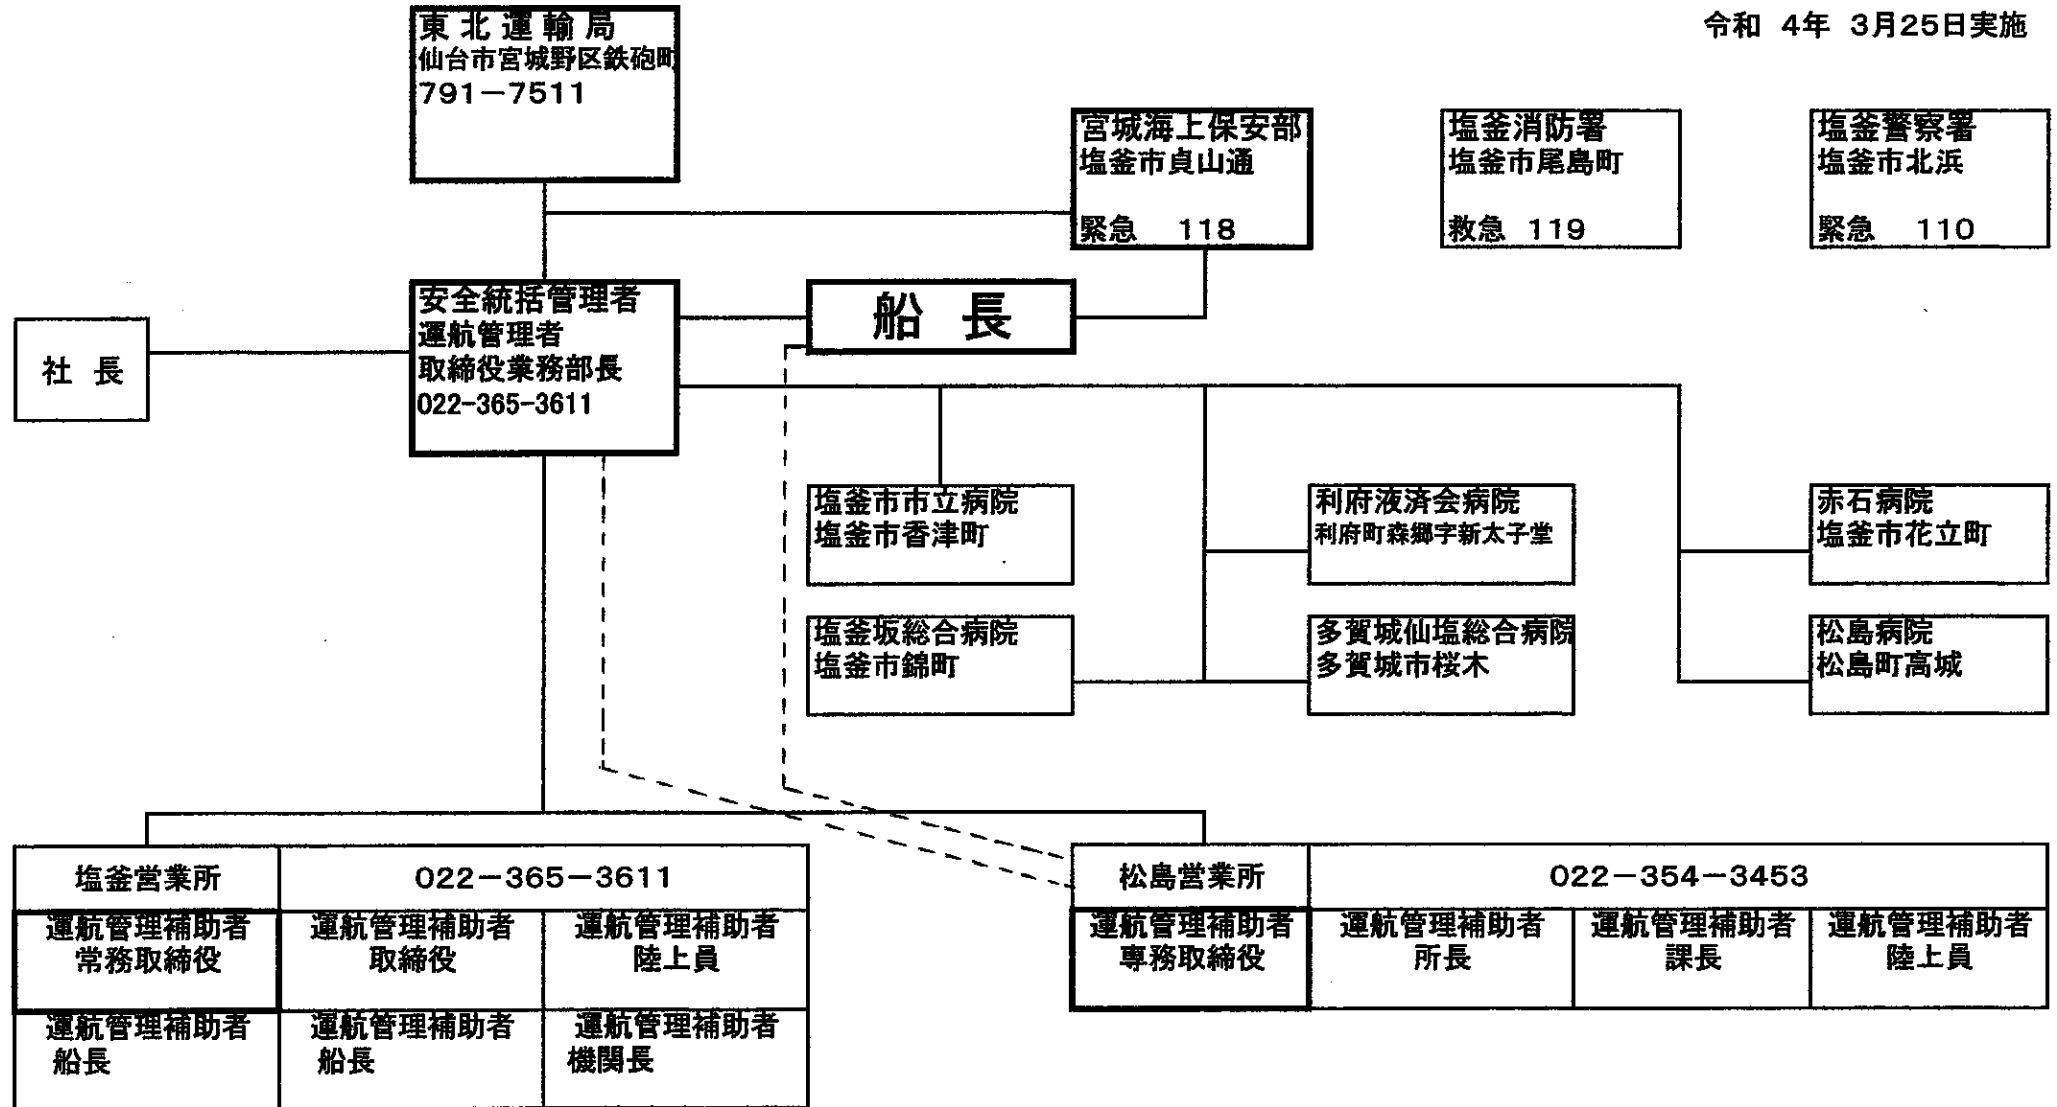 令和 4年 3月25日実施
東北運輸局
仙台市宮城野区鉄砲町
791－7511
宮城海上保安部
塩釜市貞山通
緊急 118
塩釜消防署
塩釜市尾島町
救急 119
塩釜警察署
塩釜市北浜
緊急 110
社 長
安全統括管理者
運航管理者
取締役業務部長
022-365-3611
船 長
塩釜市市立病院
塩釜市香津町
利府液済会病院
利府町森郷字新太子堂
赤石病院
塩釜市花立町
塩釜坂総合病院
塩釜市錦町
多賀城仙塩総合病院
多賀城市桜木
松島病院
松島町高城
塩釜営業所
022－365－3611
運航管理補助者
常務取締役
運航管理補助者
取締役
運航管理補助者
陸上員
運航管理補助者
船長
運航管理補助者
船長
運航管理補助者
機関長
松島営業所
022－354－3453
運航管理補助者
専務取締役
運航管理補助者
所長
運航管理補助者
課長
運航管理補助者
陸上員